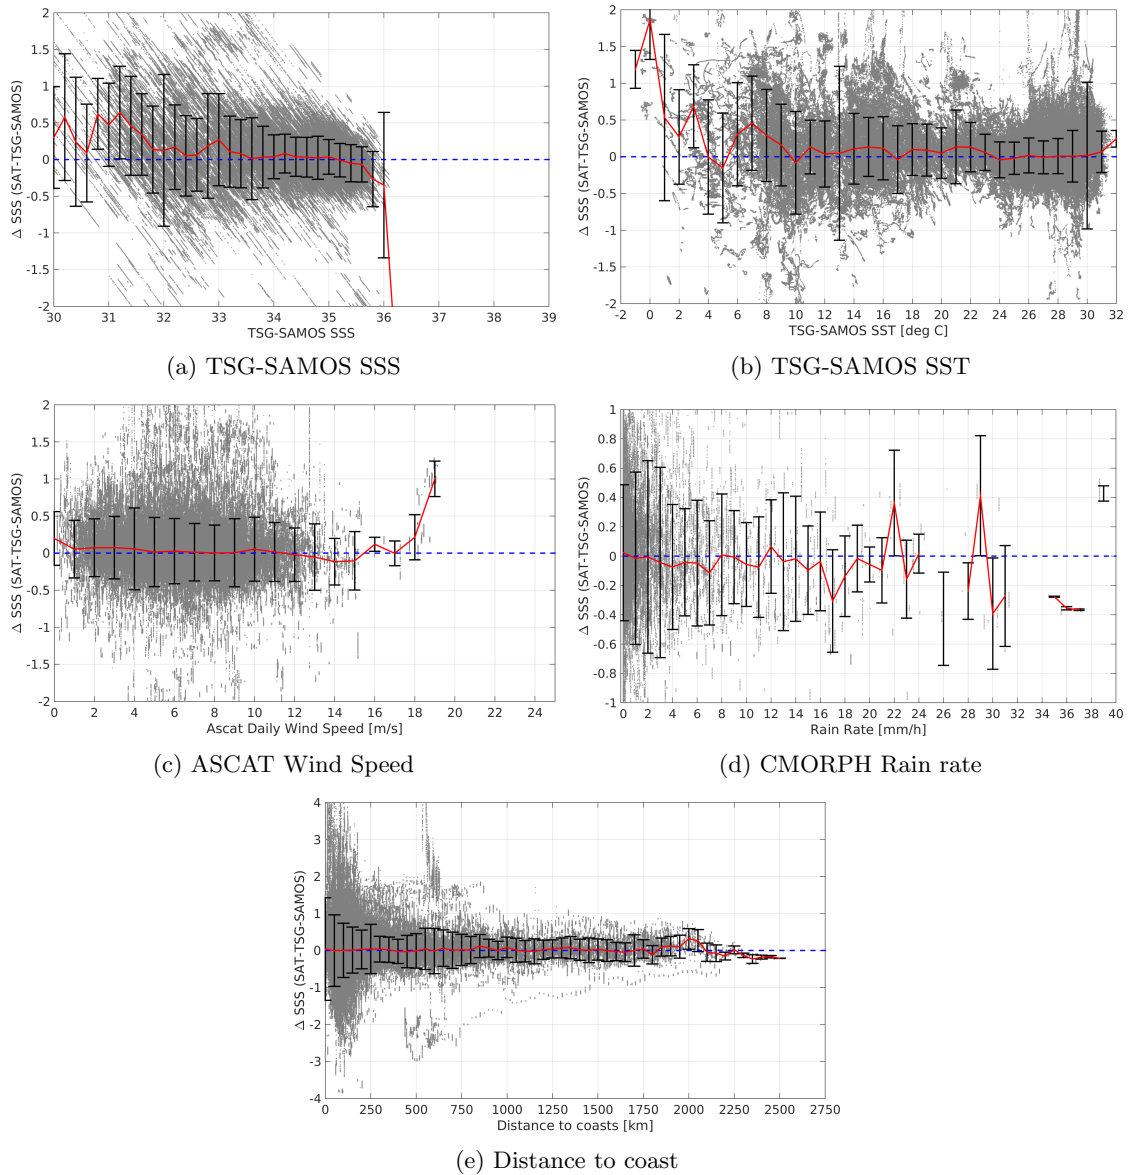 2
1.5
1
0.5
0
-0.5
-1
-1.5
-2
Δ SSS (SAT-TSG-SAMOS)
30 31 32 33 34 35 36 37 38 39
TSG-SAMOS SSS
(a) TSG-SAMOS SSS
2
1.5
1
0.5
0
-0.5
-1
-1.5
-2
Δ SSS (SAT-TSG-SAMOS)
-2 0 2 4 6 8 10 12 14 16 18 20 22 24 26 28 30 32
TSG-SAMOS SST [deg C]
(b) TSG-SAMOS SST
2
1.5
1
0.5
0
-0.5
-1
-1.5
-2
Δ SSS (SAT-TSG-SAMOS)
0 2 4 6 8 10 12 14 16 18 20 22 24
Ascat Daily Wind Speed [m/s]
(c) ASCAT Wind Speed
1
0.8
0.6
0.4
0.2
0
-0.2
-0.4
-0.6
-0.8
-1
Δ SSS (SAT-TSG-SAMOS)
0 2 4 6 8 10 12 14 16 18 20 22 24 26 28 30 32 34 36 38 40
Rain Rate [mm/h]
(d) CMORPH Rain rate
4
3
2
1
0
-1
-2
-3
-4
Δ SSS (SAT-TSG-SAMOS)
0 250 500 750 1000 1250 1500 1750 2000 2250 2500 2750
Distance to coasts [km]
(e) Distance to coast